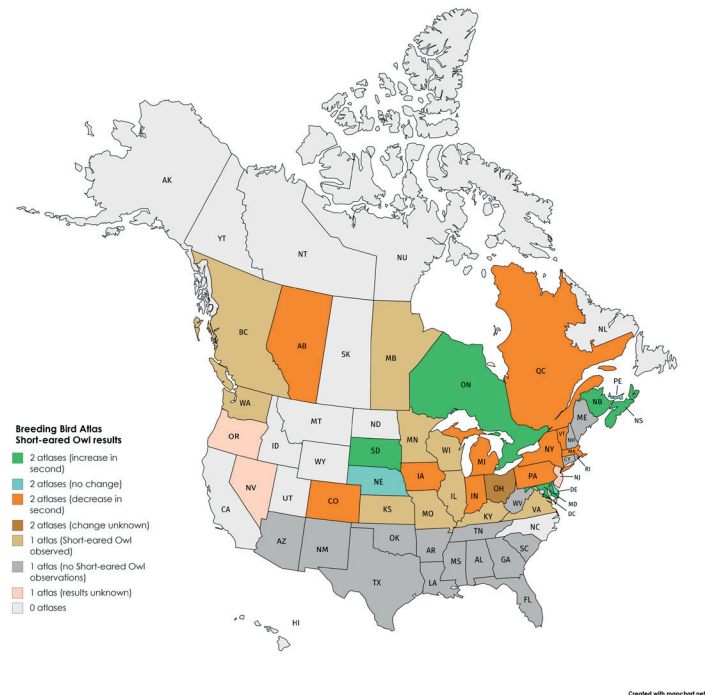 AK
YT
NT
NU
BC
AB
SK
MB
ON
QC
NL
PE
NB
NS
ME
WA
MT
ND
MN
OR
ID
WY
SD
WI
MI
NY
VT
NH
MA
CT
RI
NV
UT
CO
NE
IA
IL
IN
OH
PA
NJ
DE
MD
DC
CA
KS
MO
KY
WV
VA
AZ
NM
OK
AR
TN
NC
TX
LA
MS
AL
GA
SC
FL
HI
Breeding Bird Atlas
Short-eared Owl results
2 atlases (increase in
second)
2 atlases (no change)
2 atlases (decrease in
second)
2 atlases (change unknown)
1 atlas (Short-eared Owl
observed)
1 atlas (no Short-eared Owl
observations)
1 atlas (results unknown)
0 atlases
Created with mapchart.net